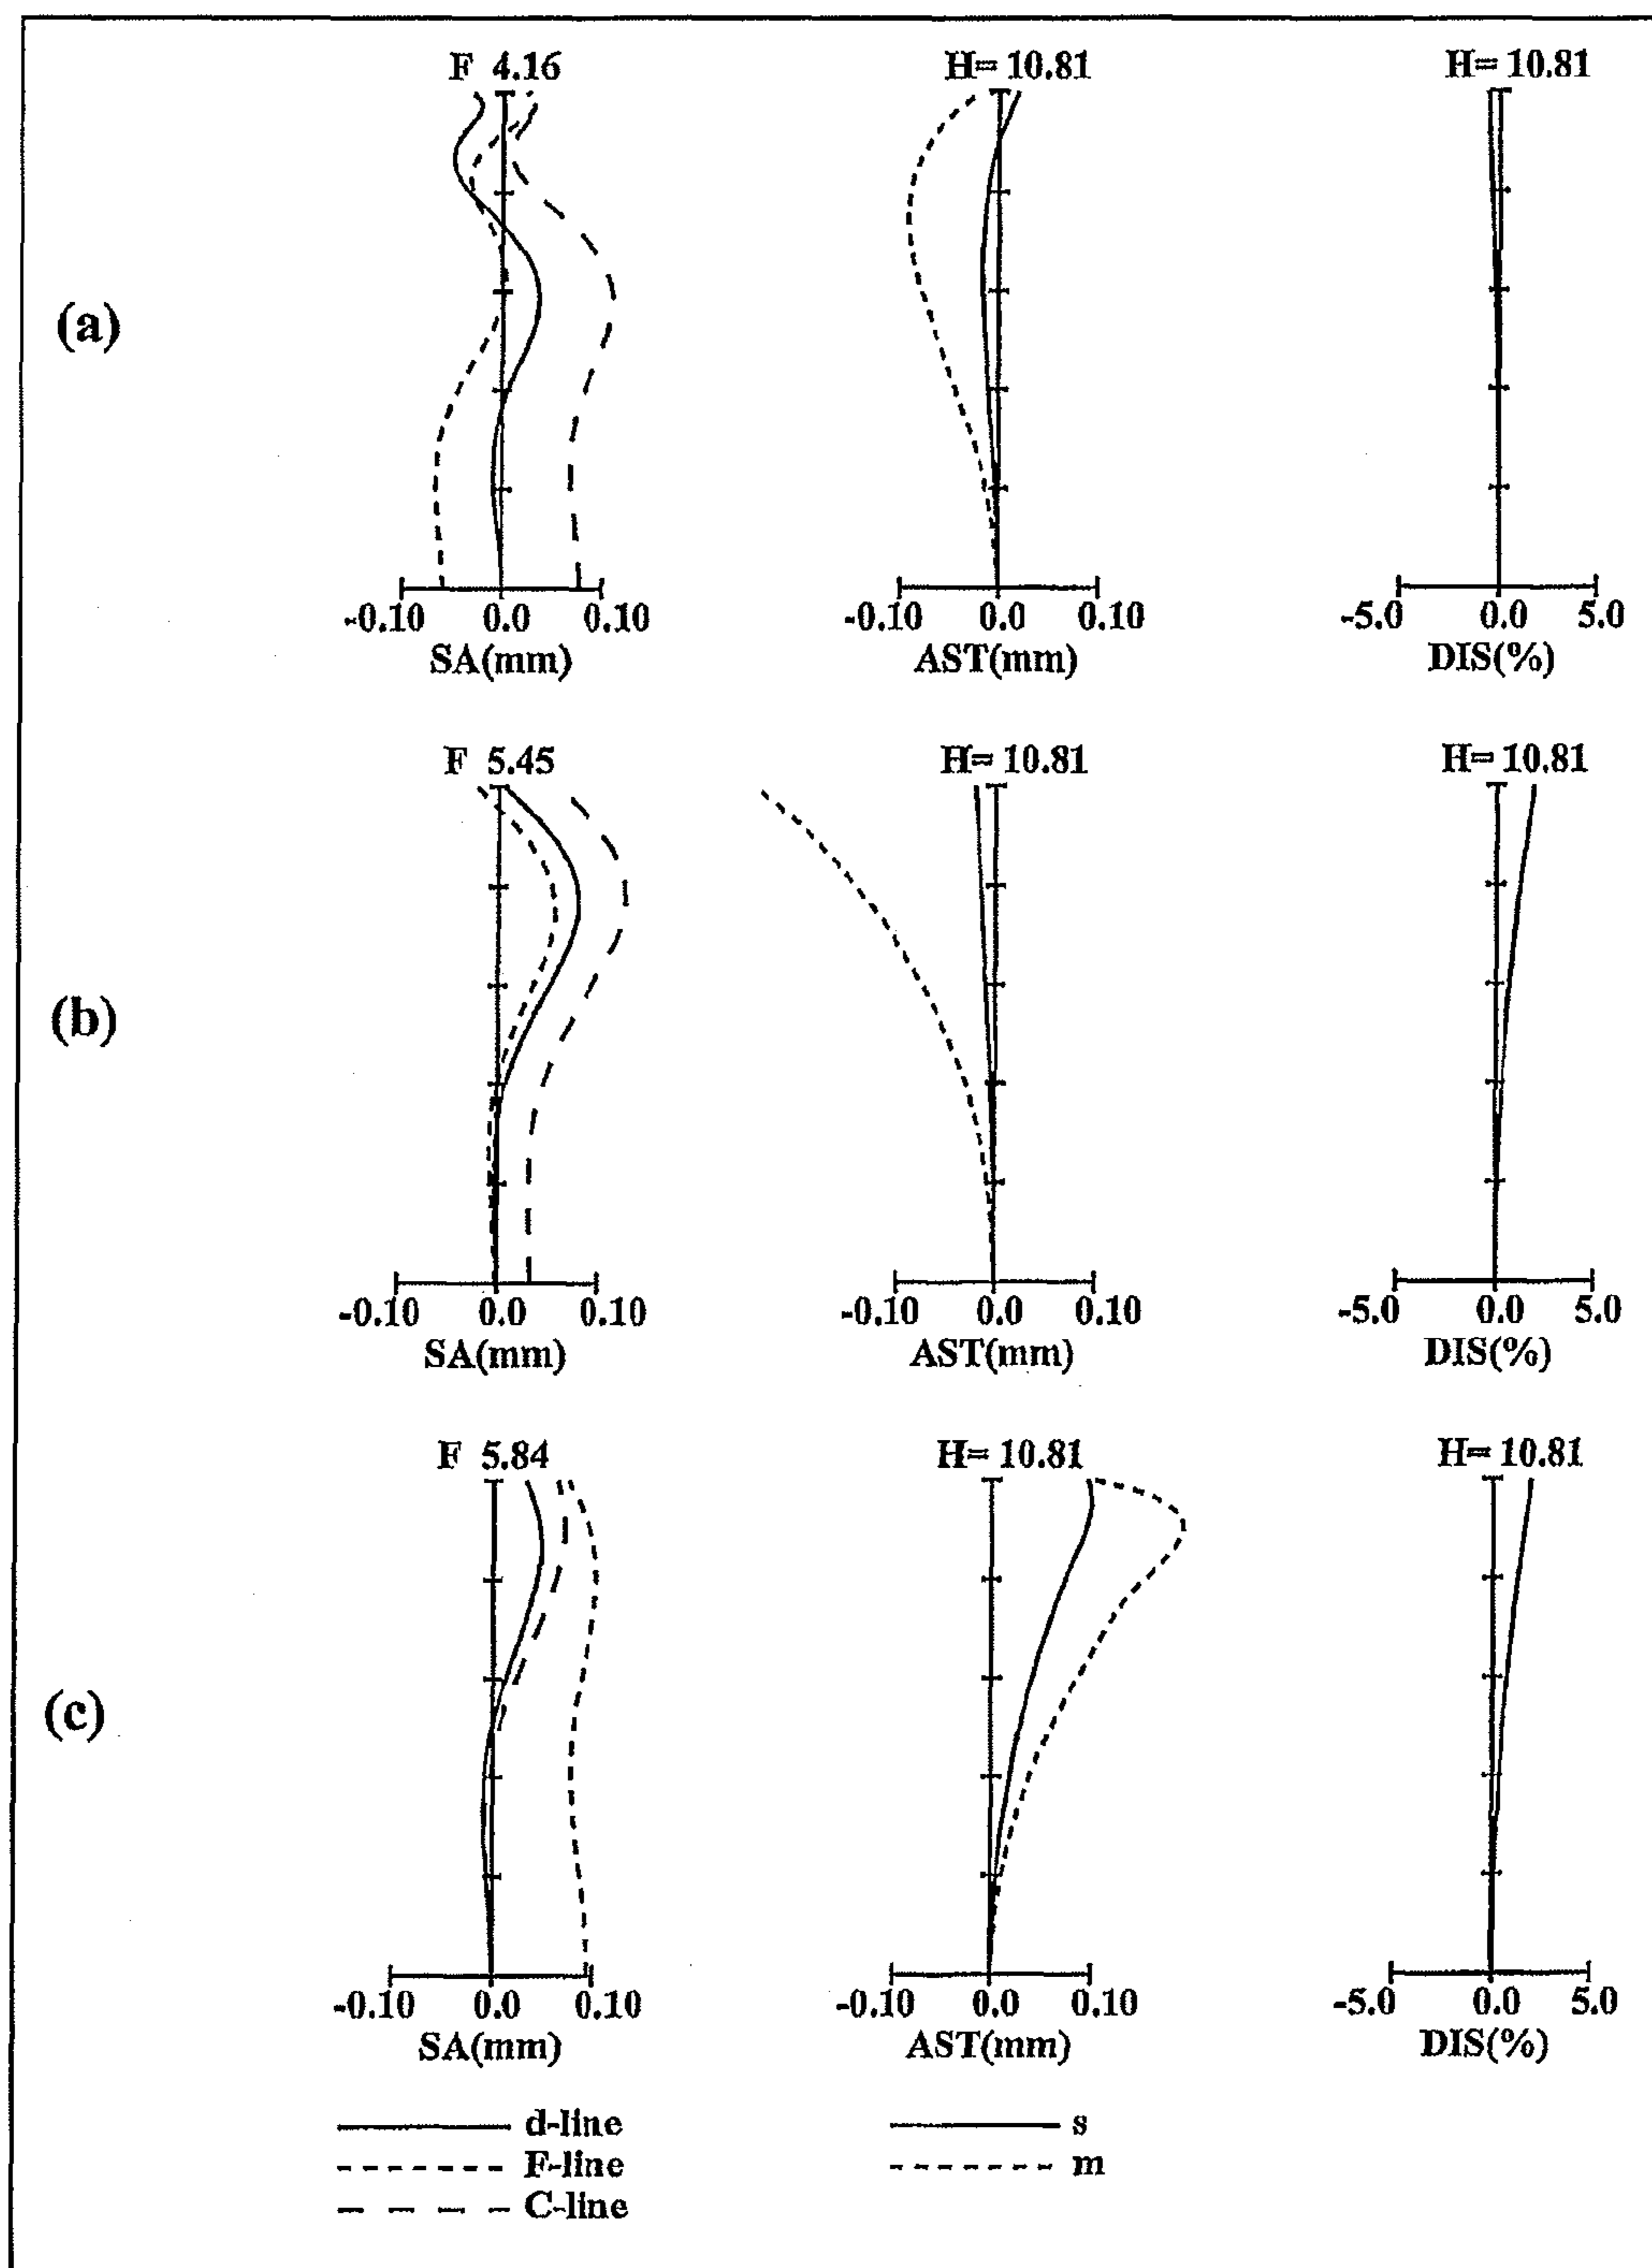 F 4.16 H= 10.81 H= 10.81
(a)
-0.10 0.0 0.10 -0.10 0.0 0.10 -5.0 0.0 5.0
SA(mm) AST(mm) DIS(%)
F 5.45 H= 10.81 H= 10.81
(b)
-0.10 0.0 0.10 -0.10 0.0 0.10 -5.0 0.0 5.0
SA(mm) AST(mm) DIS(%)
F 5.84 H= 10.81 H= 10.81
(c)
-0.10 0.0 0.10 -0.10 0.0 0.10 -5.0 0.0 5.0
SA(mm) AST(mm) DIS(%)
d-line s
F-line m
C-line